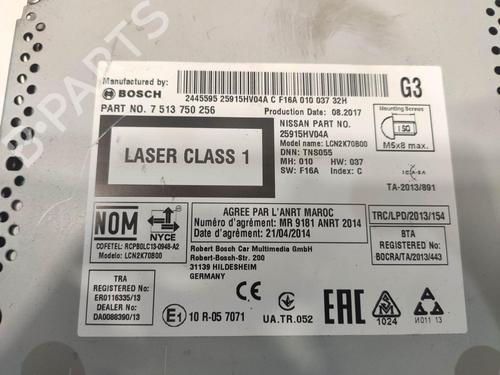 Manufactured by:
BOSCH
2445595 25915HV04A C F16A 010 037 32H
G3
PART NO. 7 513 750 256
Production Date: 08.2017
NISSAN PART NO.
25915HV04A
Model Name: LCN2K70B00
DNN: TNS055
MH: 010 HW: 037
SW: F16A Index: C
Mounting Screws
ISO
M5x8 max.
ICASA
TA-2013/891
LASER CLASS 1
NOM
NYCE
COFETEL: RCPBOLC13-0948-A2
Model: LCN2K70B00
AGREE PAR L'ANRT MAROC
Numéro d'agrément: MR 9181 ANRT 2014
Date d'agrément: 21/04/2014
TRC/LPD/2013/154
BTA
REGISTERED No:
BOCRA/TA/2013/443
Robert Bosch Car Multimedia GmbH
Robert-Bosch-Str. 200
31139 HILDESHEIM
GERMANY
TRA
REGISTERED No:
ER0116335/13
DEALER No:
DA0088390/13
CE
E1 10 R-05 7071
UA.TR.052
EAC
1024
И011 13
B-PARTS